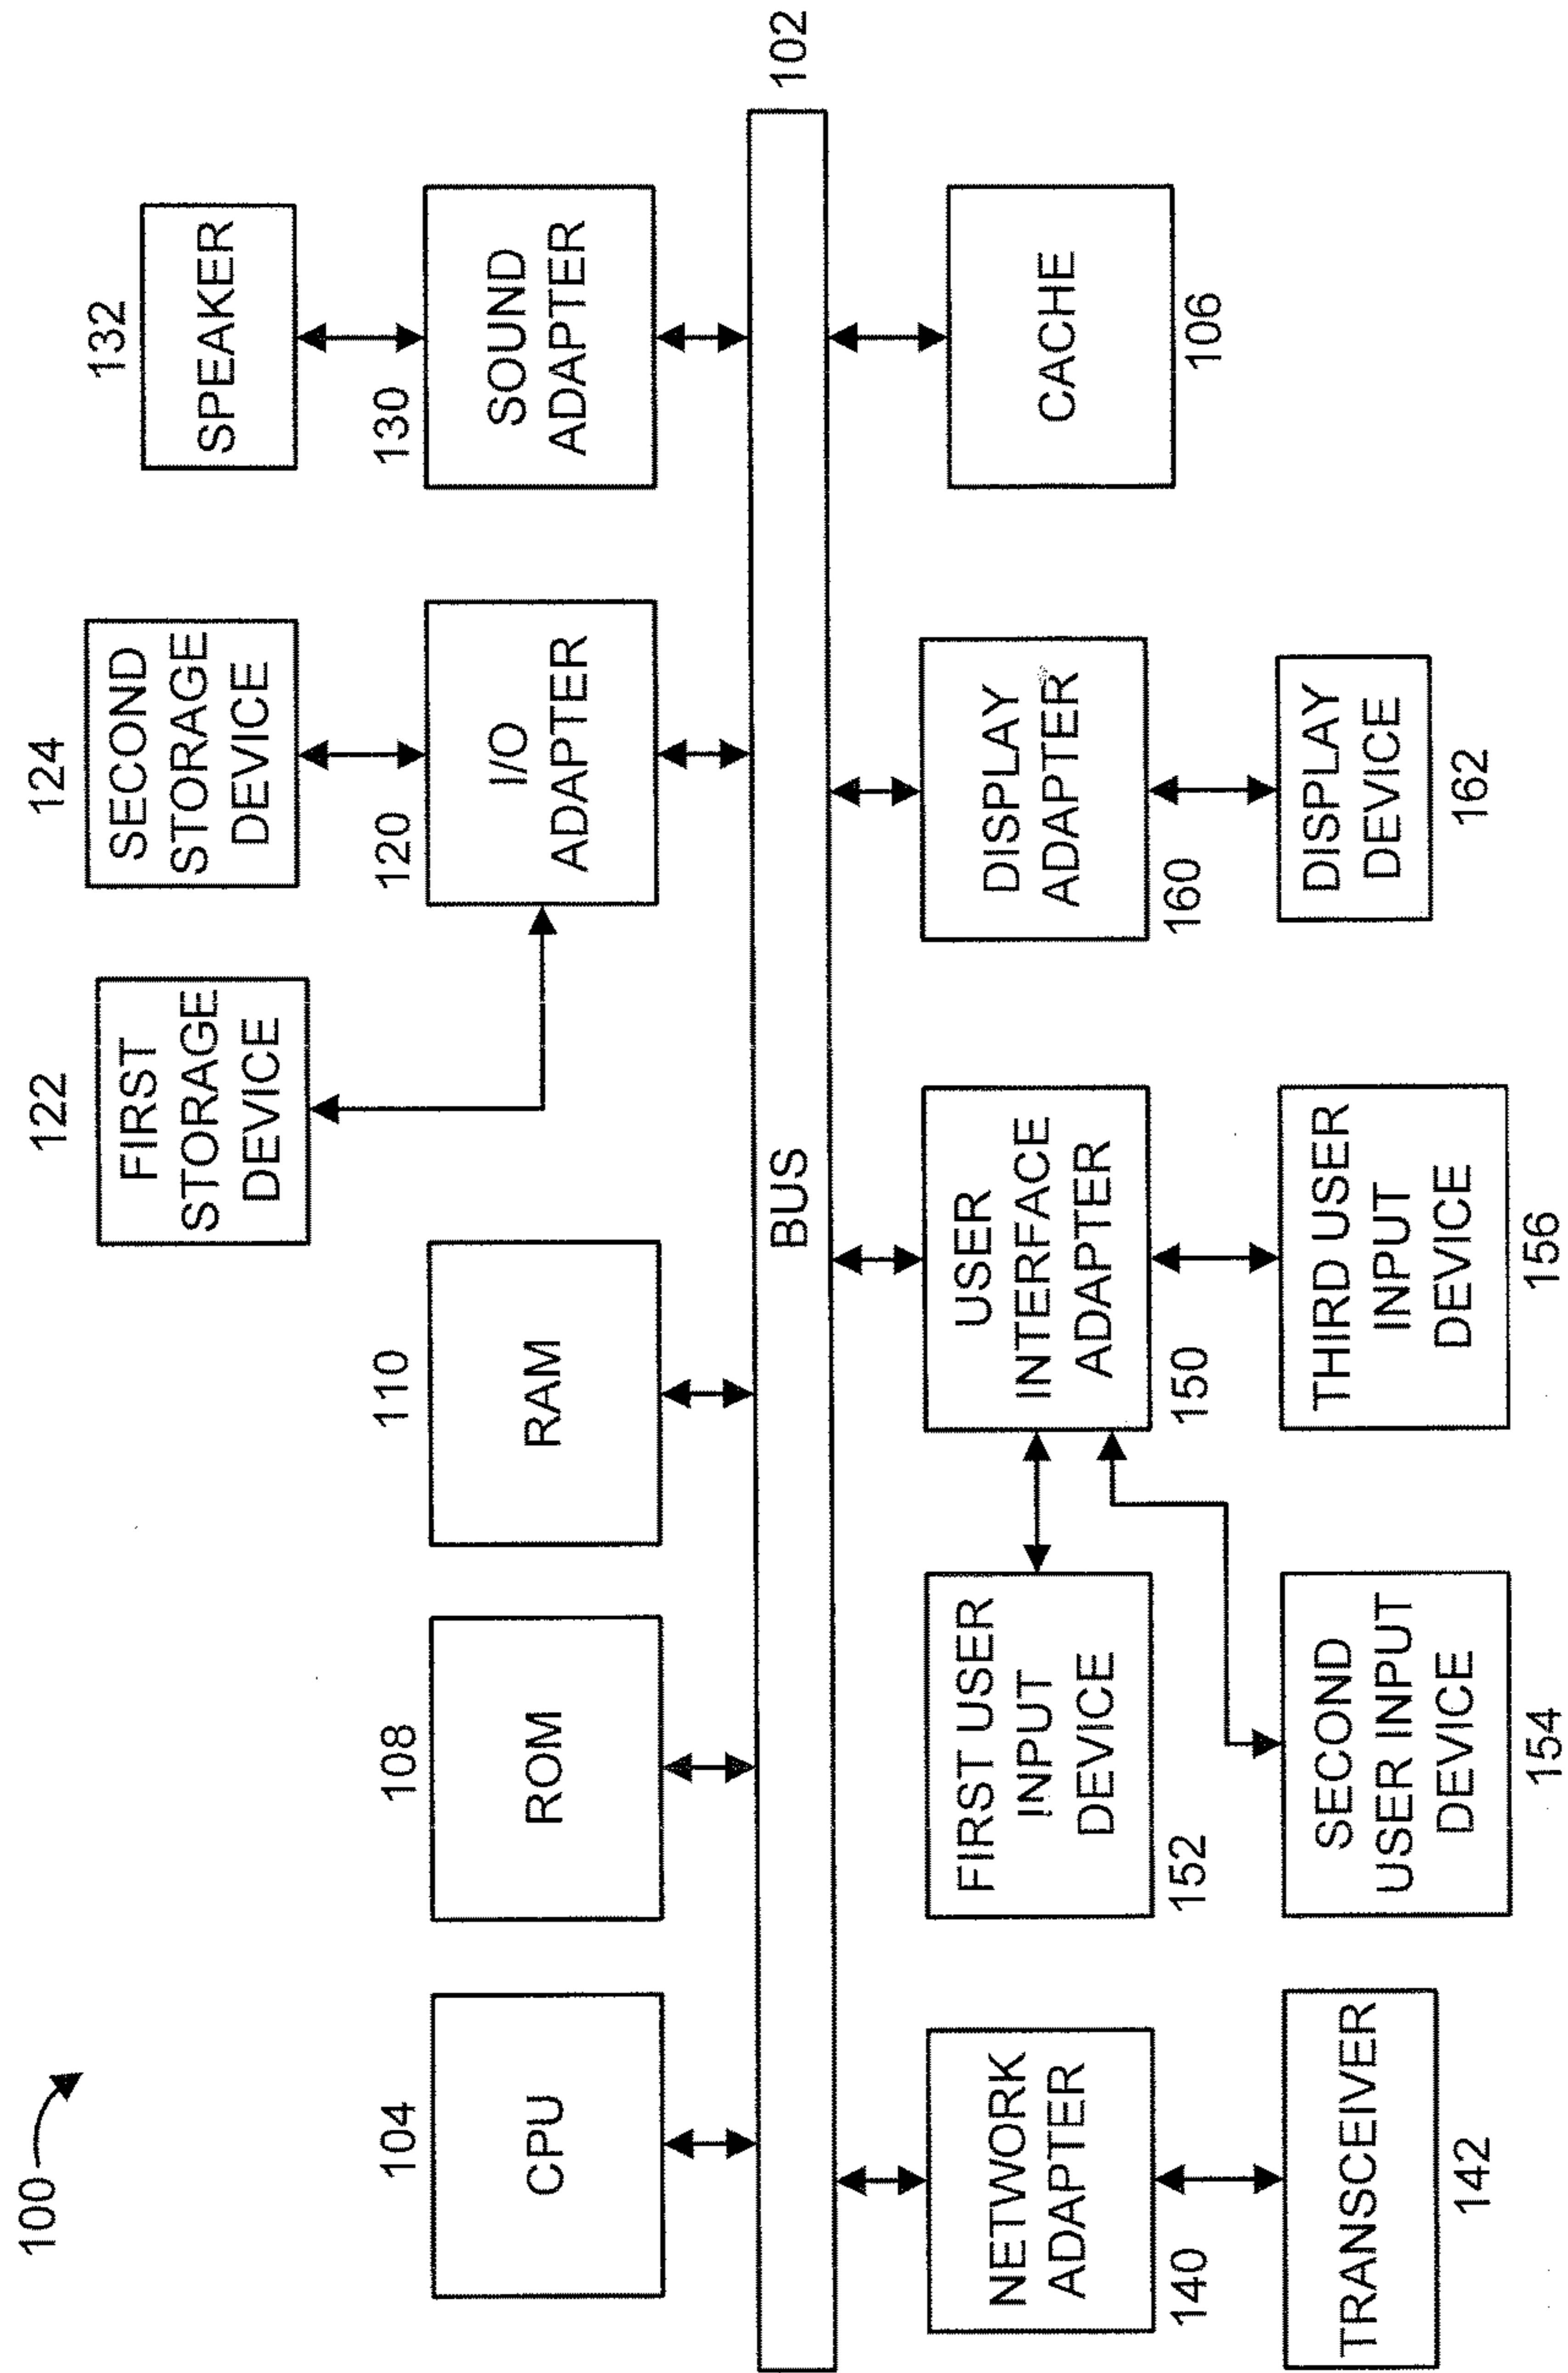 100
122
FIRST
STORAGE
DEVICE
124
SECOND
STORAGE
DEVICE
132
SPEAKER
104
CPU
108
ROM
110
RAM
120
I/O
ADAPTER
130
SOUND
ADAPTER
BUS
102
NETWORK
ADAPTER
140
FIRST USER
INPUT
DEVICE
152
USER
INTERFACE
ADAPTER
150
DISPLAY
ADAPTER
160
CACHE
106
TRANSCEIVER
142
SECOND
USER INPUT
DEVICE
154
THIRD USER
INPUT
DEVICE
156
DISPLAY
DEVICE
162